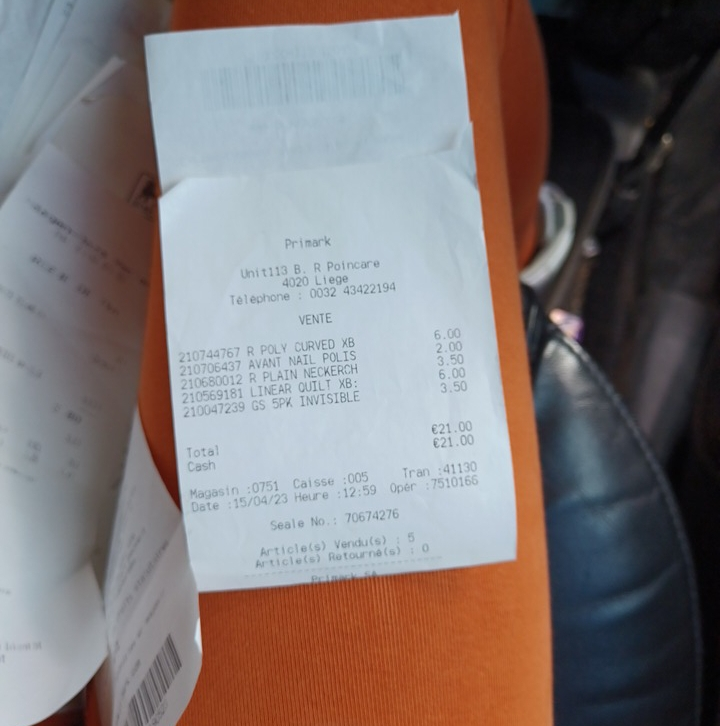 Primark
Unit113 B. R Poincare
4020 Liege
Téléphone : 0032 43422194
VENTE
210744767 R POLY CURVED XB 6.00
210706437 AVANT NAIL POLIS 2.00
210680012 R PLAIN NECKERCH 3.50
210569181 LINEAR QUILT XB: 6.00
210047239 GS 5PK INVISIBLE 3.50
Total €21.00
Cash €21.00
Magasin :0751 Caisse :005 Tran :41130
Date :15/04/23 Heure :12:59 Opér :7510166
Seale No.: 70674276
Article(s) Vendu(s) : 5
Article(s) Retourné(s) : 0
Primark SA